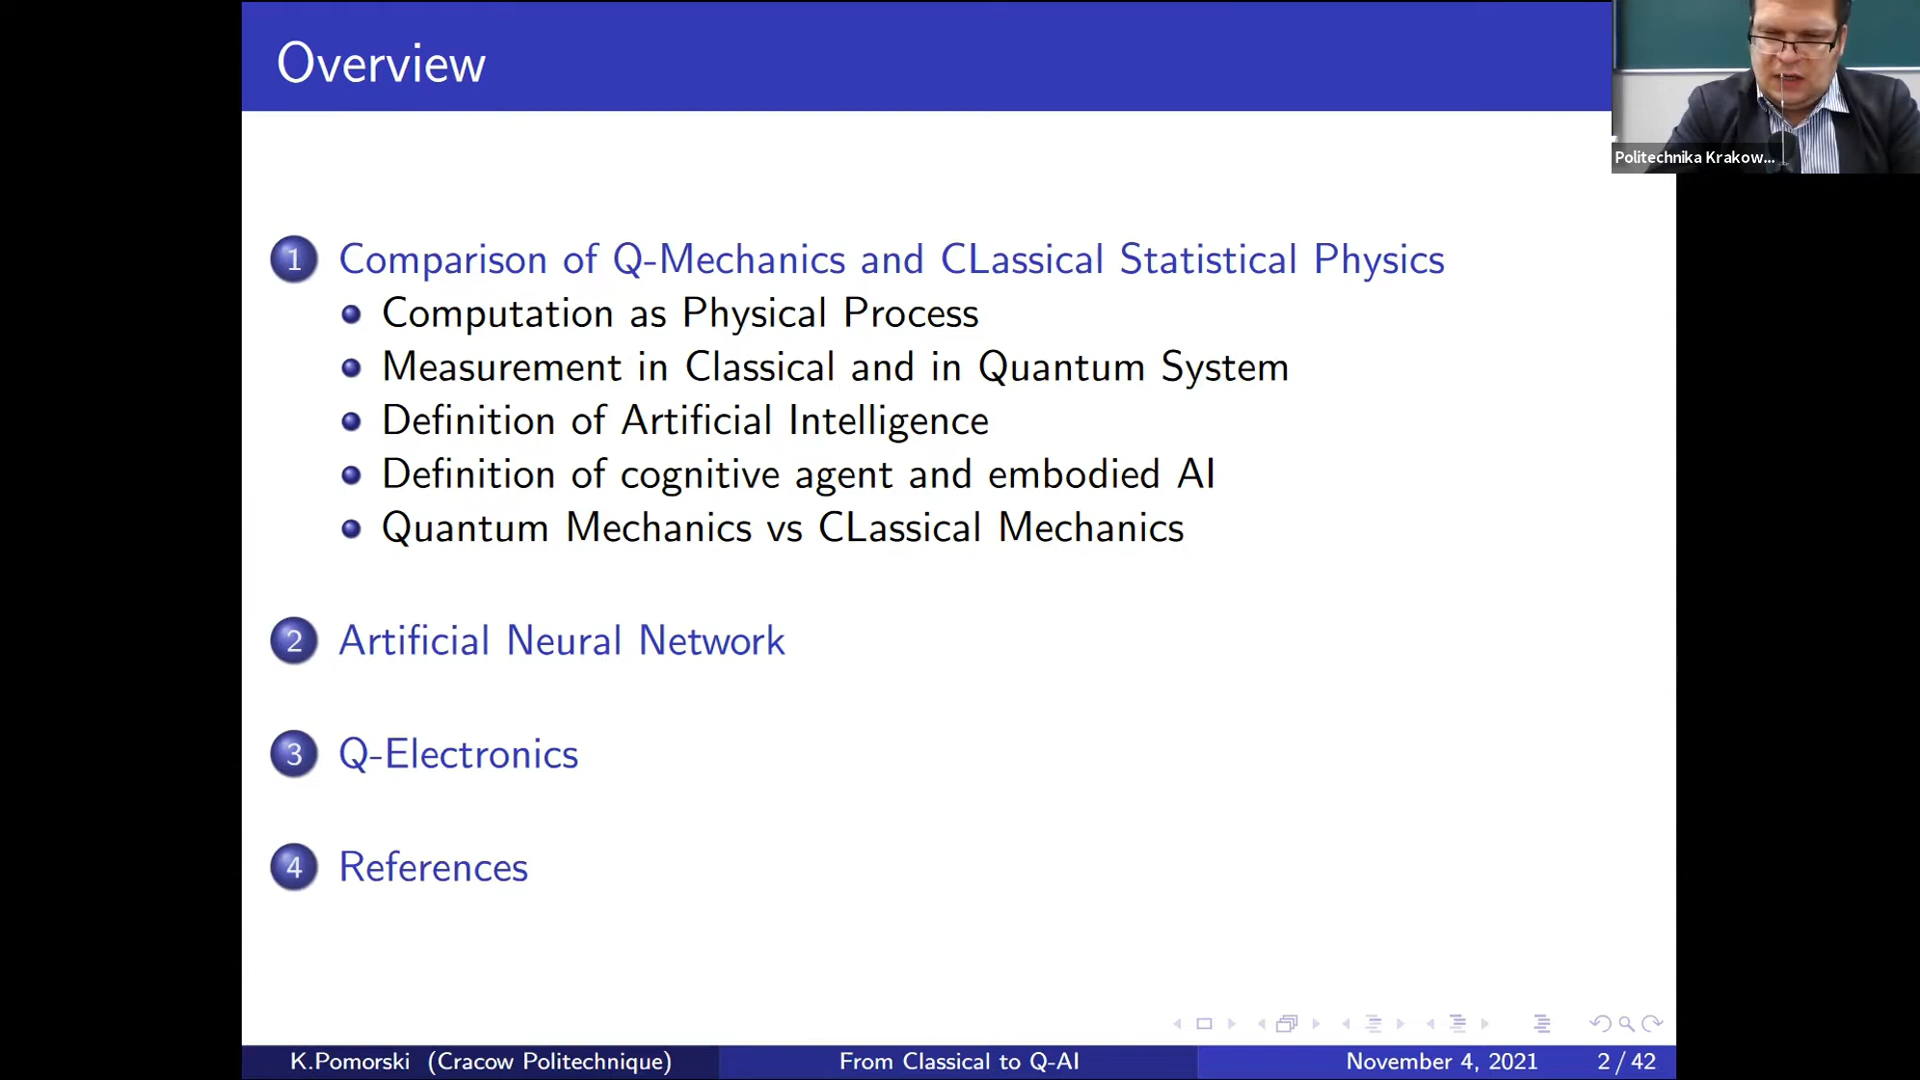 Overview
Politechnika Krakow...
1 Comparison of Q-Mechanics and CLassical Statistical Physics
Computation as Physical Process
Measurement in Classical and in Quantum System
Definition of Artificial Intelligence
Definition of cognitive agent and embodied AI
Quantum Mechanics vs CLassical Mechanics
2 Artificial Neural Network
3 Q-Electronics
4 References
K.Pomorski (Cracow Politechnique) From Classical to Q-AI November 4, 2021 2 / 42